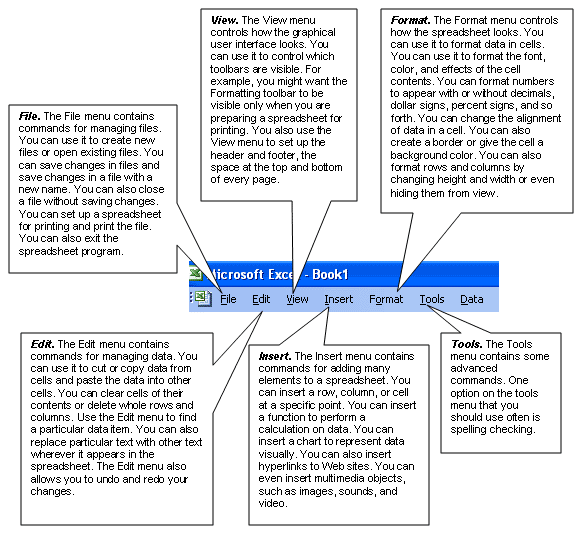 View. The View menu
controls how the graphical
user interface looks. You
can use it to control which
toolbars are visible. For
example, you might want the
Formatting toolbar to be
visible only when you are
preparing a spreadsheet for
printing. You also use the
View menu to set up the
header and footer, the
space at the top and bottom
of every page.
Format. The Format menu controls
how the spreadsheet looks. You can
use it to format data in cells.
You can use it to format the font,
color, and effects of the cell
contents. You can format numbers
to appear with or without decimals,
dollar signs, percent signs, and so
forth. You can change the alignment
of data in a cell. You can also
create a border or give the cell a
background color. You can also
format rows and columns by
changing height and width or even
hiding them from view.
File. The File menu contains
commands for managing files.
You can use it to create new
files or open existing files. You
can save changes in files and
save changes in a file with a
new name. You can also close
a file without saving changes.
You can set up a spreadsheet
for printing and print the file.
You can also exit the
spreadsheet program.
Microsoft Excel - Book1
File Edit View Insert Format Tools Data
Edit. The Edit menu contains
commands for managing data. You
can use it to cut or copy data from
cells and paste the data into other
cells. You can clear cells of their
contents or delete whole rows and
columns. Use the Edit menu to find
a particular data item. You can also
replace particular text with other text
wherever it appears in the
spreadsheet. The Edit menu also
allows you to undo and redo your
changes.
Insert. The Insert menu contains
commands for adding many
elements to a spreadsheet. You
can insert a row, column, or cell
at a specific point. You can insert
a function to perform a
calculation on data. You can
insert a chart to represent data
visually. You can also insert
hyperlinks to Web sites. You can
even insert multimedia objects,
such as images, sounds, and
video.
Tools. The Tools
menu contains some
advanced
commands. One
option on the tools
menu that you
should use often is
spelling checking.